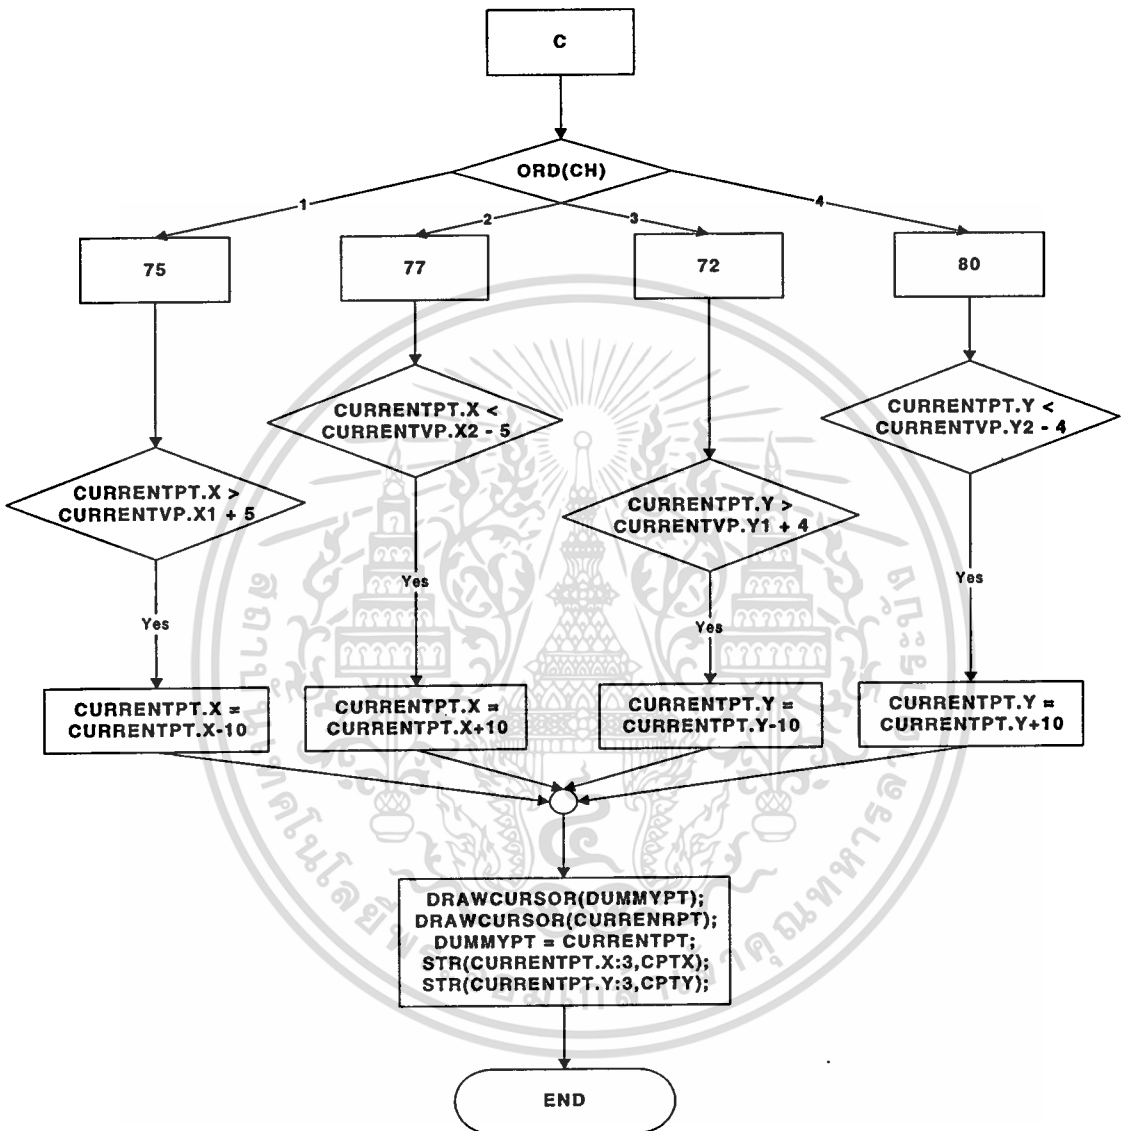 C
ORD(CH)
1
2
3
4
75
77
72
80
CURRENTPT.X >
CURRENTVP.X1 + 5
CURRENTPT.X <
CURRENTVP.X2 - 5
CURRENTPT.Y >
CURRENTVP.Y1 + 4
CURRENTPT.Y <
CURRENTVP.Y2 - 4
Yes
Yes
Yes
Yes
CURRENTPT.X =
CURRENTPT.X-10
CURRENTPT.X =
CURRENTPT.X+10
CURRENTPT.Y =
CURRENTPT.Y-10
CURRENTPT.Y =
CURRENTPT.Y+10
DRAWCURSOR(DUMMYPT);
DRAWCURSOR(CURRENRPT);
DUMMYPT = CURRENTPT;
STR(CURRENTPT.X:3,CPTX);
STR(CURRENTPT.Y:3,CPTY);
END